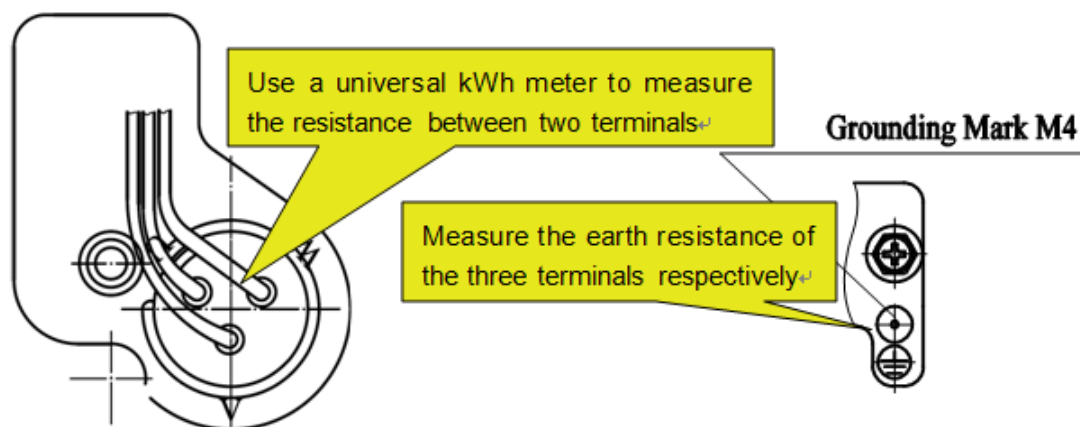 Use a universal kWh meter to measure
the resistance between two terminals↵
Grounding Mark M4
Measure the earth resistance of
the three terminals respectively↵